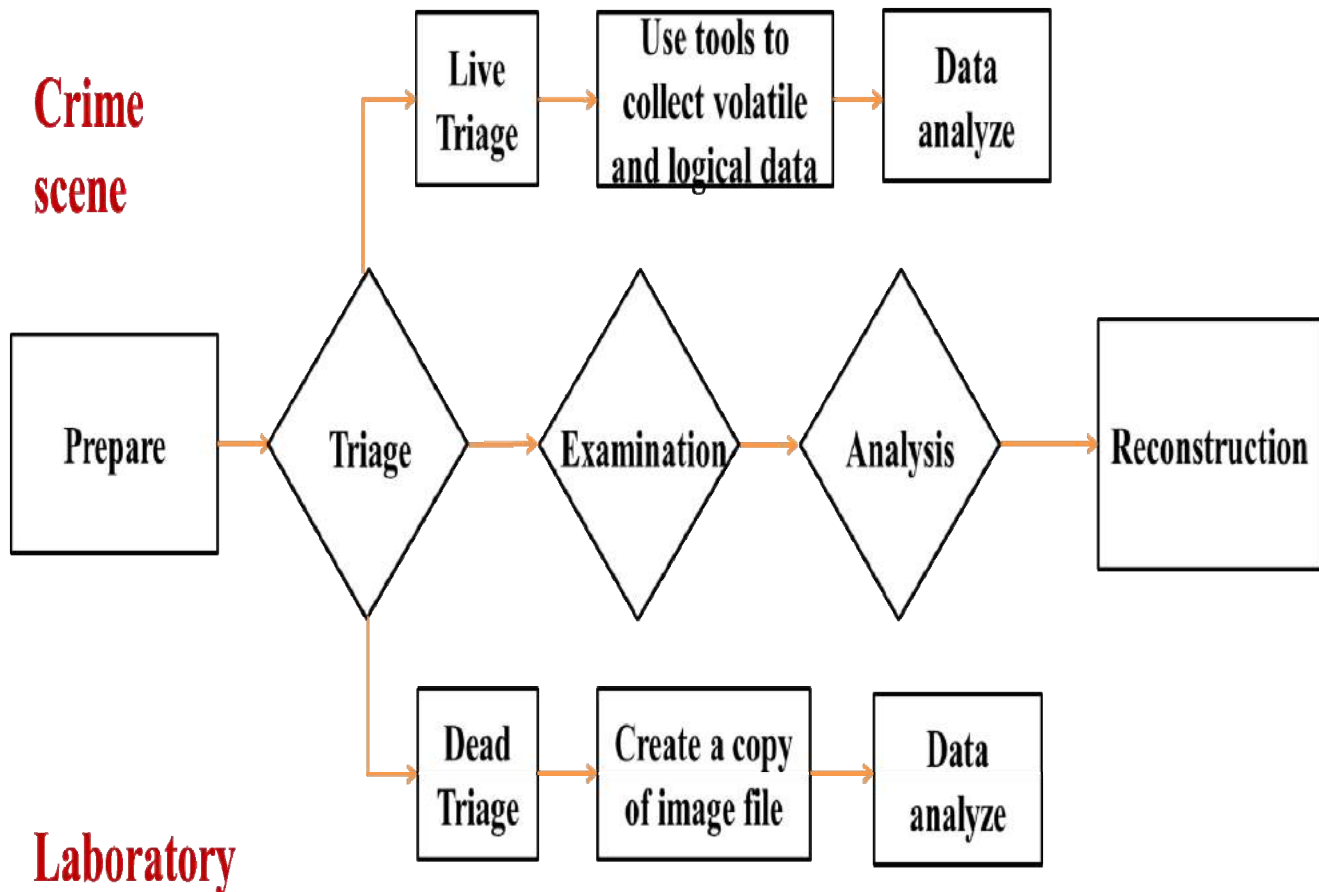 Crime
scene
Live
Triage
Use tools to
collect volatile
and logical data
Data
analyze
Prepare
Triage
Examination
Analysis
Reconstruction
Dead
Triage
Create a copy
of image file
Data
analyze
Laboratory